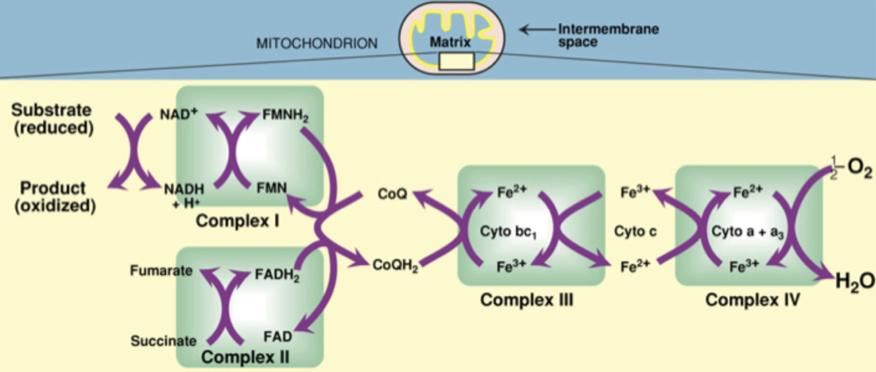 MITOCHONDRION
Matrix
Intermembrane
space
Substrate
(reduced)
NAD⁺
FMNH₂
Product
(oxidized)
NADH
+ H⁺
FMN
Complex I
Fumarate
FADH₂
Succinate
FAD
Complex II
CoQ
CoQH₂
Fe²⁺
Cyto bc₁
Fe³⁺
Complex III
Fe³⁺
Cyto c
Fe²⁺
Fe²⁺
Cyto a + a₃
Fe³⁺
Complex IV
½ O₂
H₂O